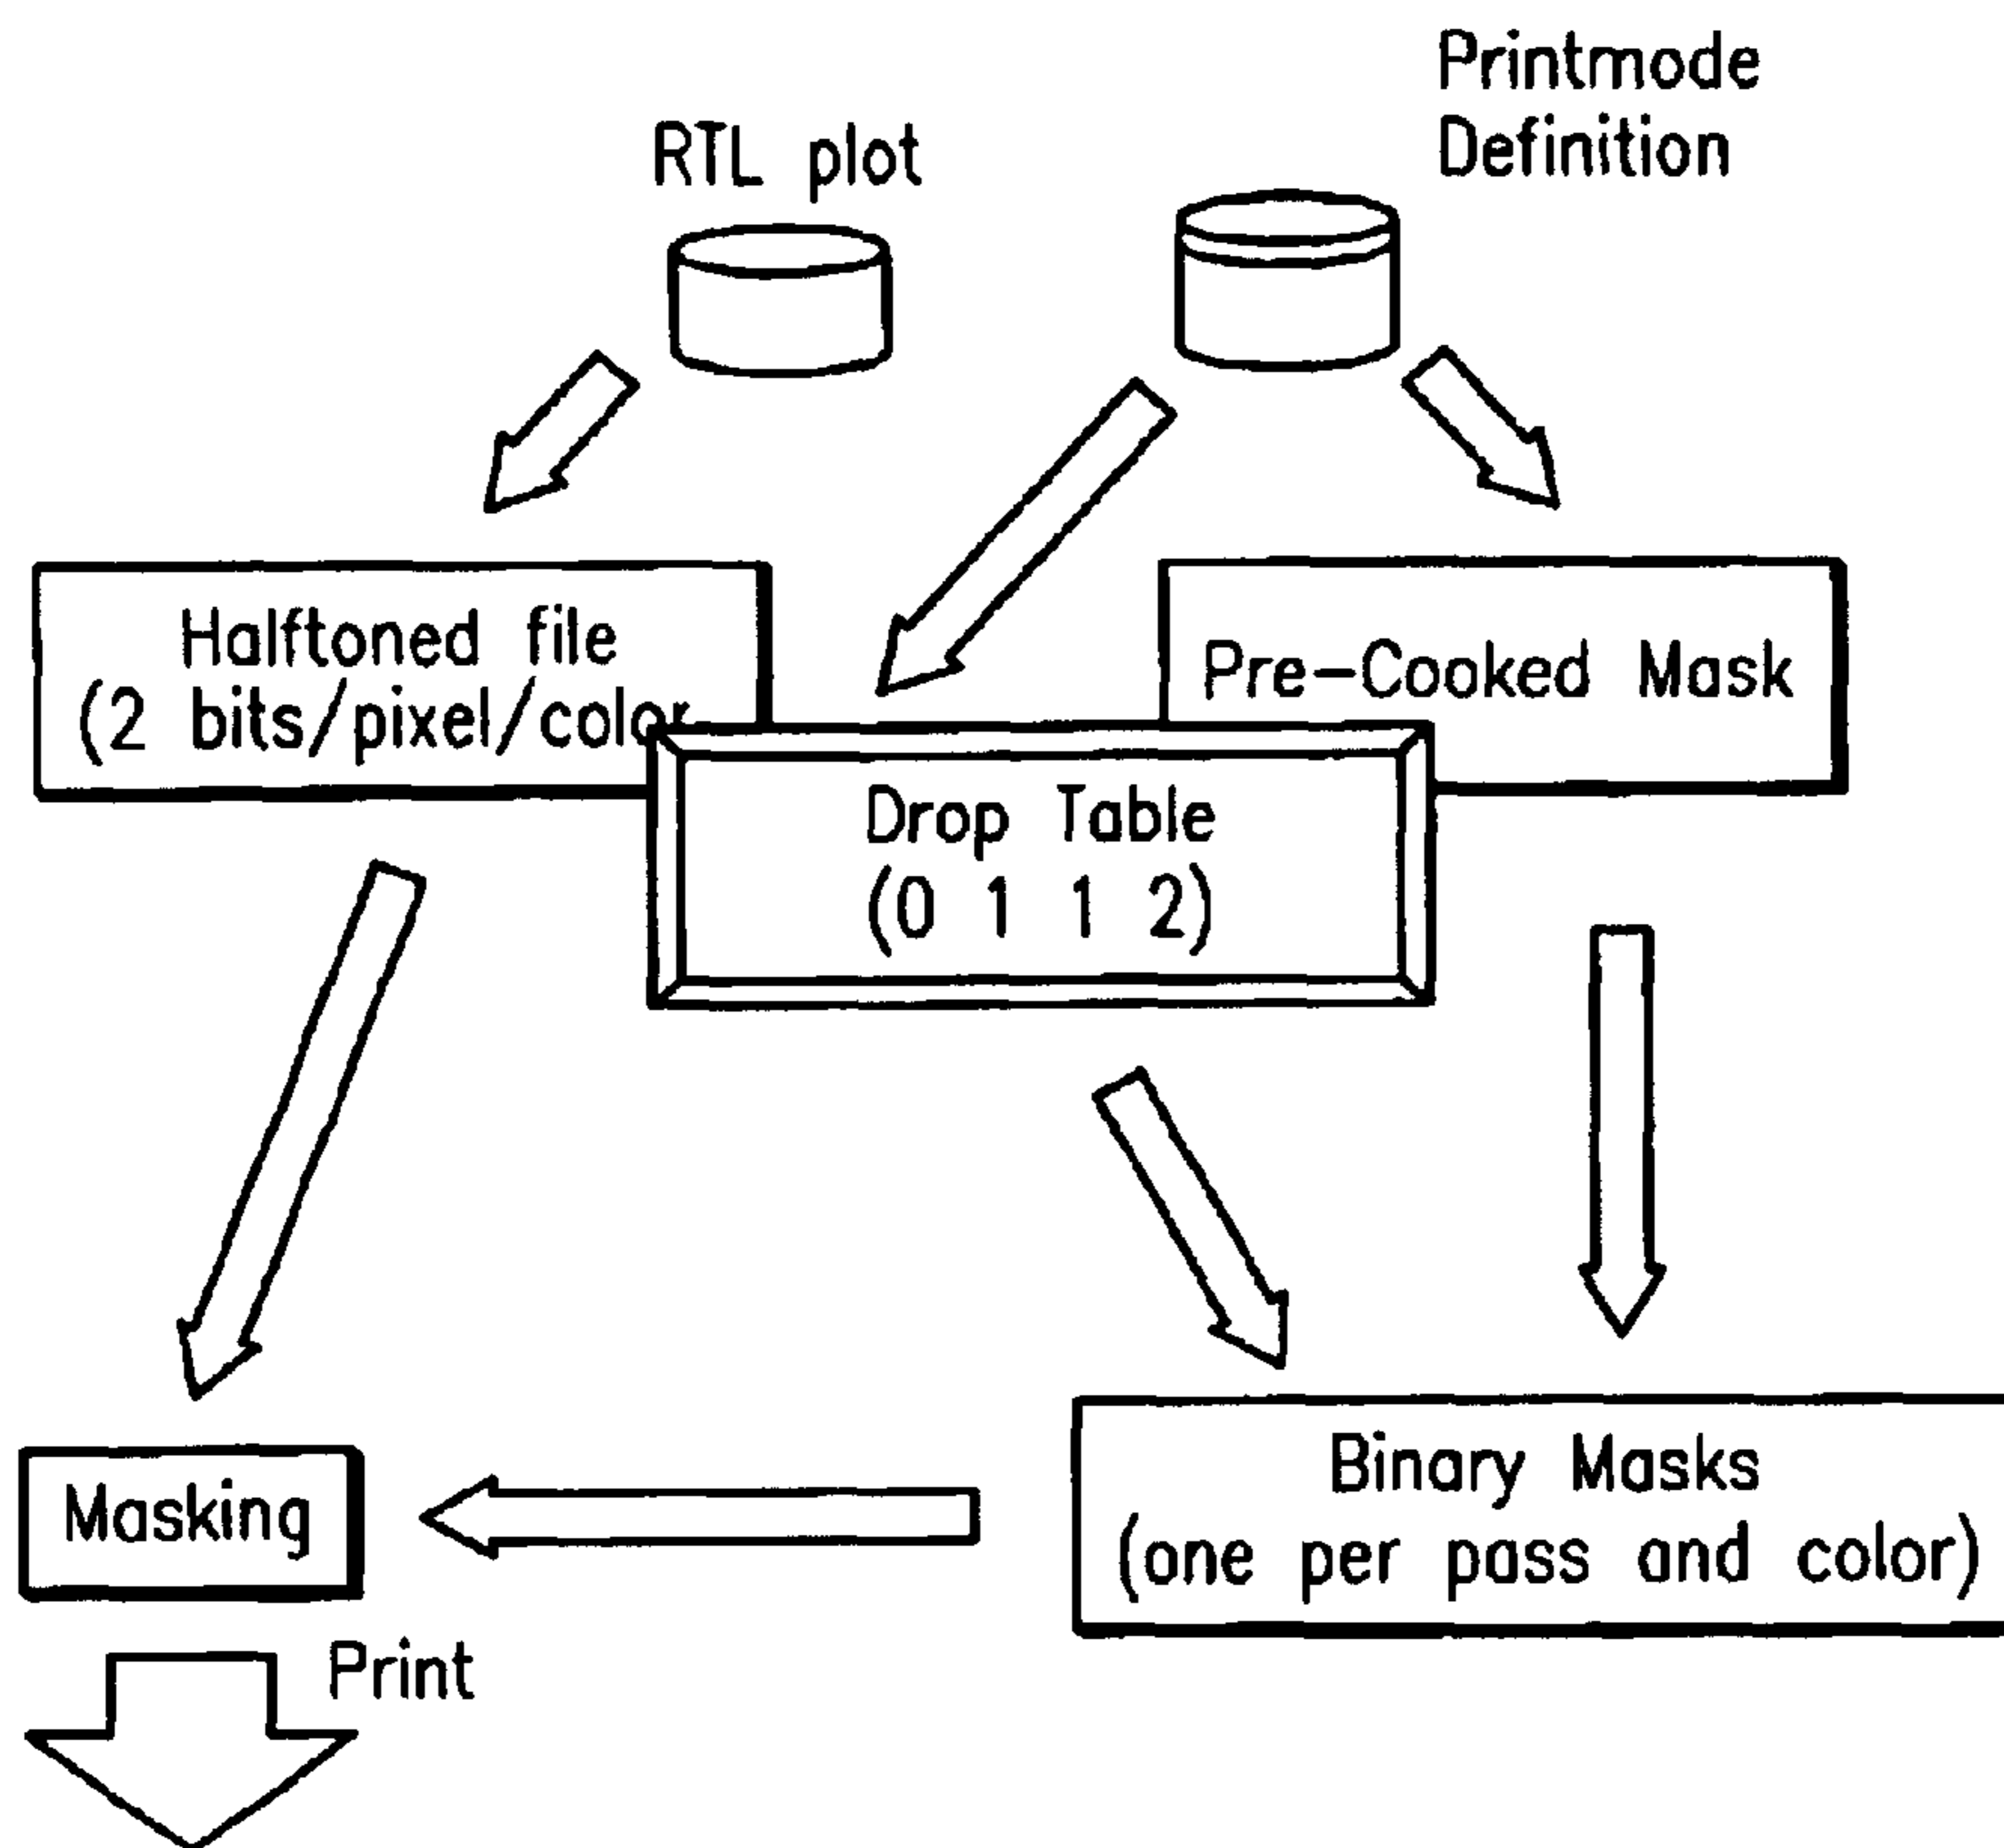 Printmode
Definition
RTL plot
Halftoned file
(2 bits/pixel/color
Pre-Cooked Mask
Drop Table
(0 1 1 2)
Binary Masks
(one per pass and color)
Masking
Print